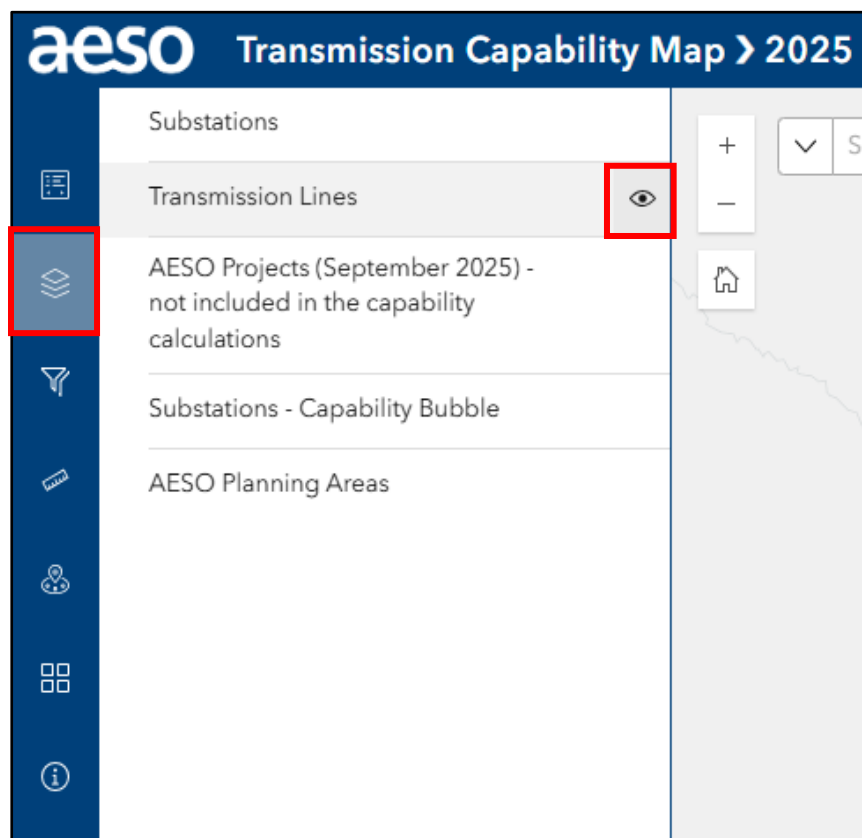 aeso Transmission Capability Map ❯ 2025
Substations
Transmission Lines
AESO Projects (September 2025) -
not included in the capability
calculations
Substations - Capability Bubble
AESO Planning Areas
+
S
–